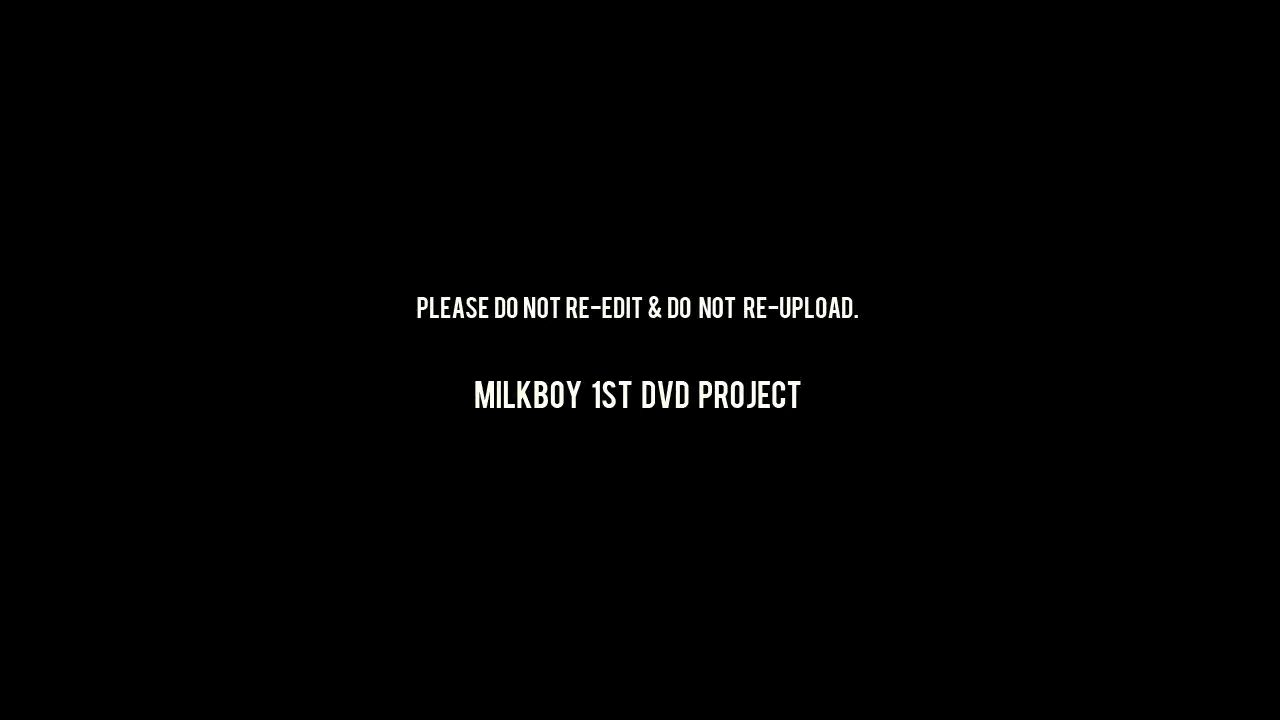 PLEASE DO NOT RE-EDIT & DO NOT RE-UPLOAD.
MILKBOY 1ST DVD PROJECT